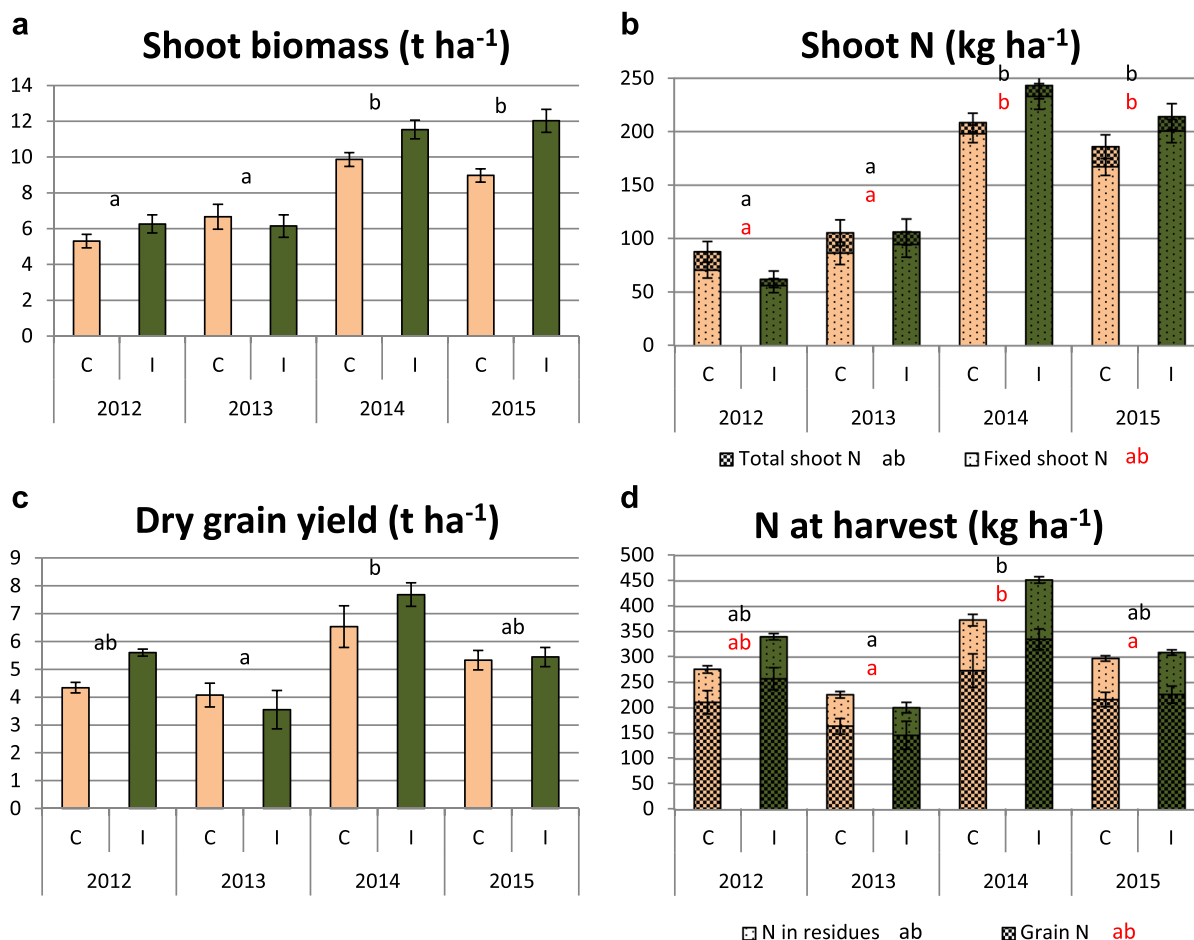 a
Shoot biomass (t ha-1)
14
12
10
8
6
4
2
0
a
a
b
b
C I C I C I C I
2012 2013 2014 2015
b
Shoot N (kg ha-1)
250
200
150
100
50
0
a
a
a
a
b
b
b
b
C I C I C I C I
2012 2013 2014 2015
Total shoot N ab Fixed shoot N ab
c
Dry grain yield (t ha-1)
9
8
7
6
5
4
3
2
1
0
ab
a
b
ab
C I C I C I C I
2012 2013 2014 2015
d
N at harvest (kg ha-1)
500
450
400
350
300
250
200
150
100
50
0
ab
ab
a
a
b
b
ab
a
C I C I C I C I
2012 2013 2014 2015
N in residues ab Grain N ab